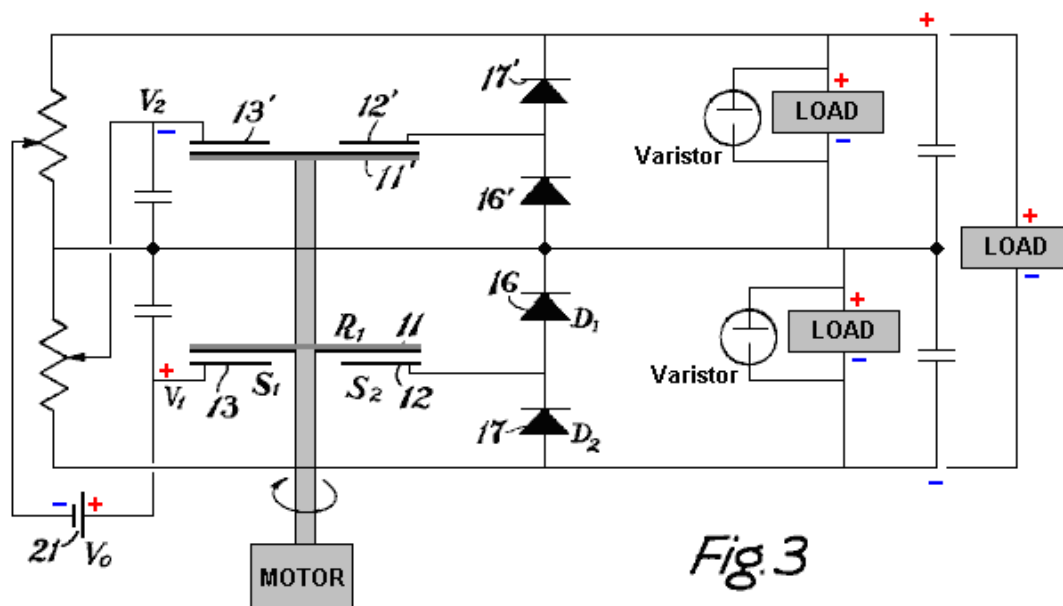 +
17'
V2
−
13'
12'
+
LOAD
−
Varistor
11'
16'
+
LOAD
−
16
D1
R1
11
+
LOAD
−
+
V1
13
S1
S2
12
Varistor
17
D2
−
−
+
21
V0
MOTOR
Fig. 3